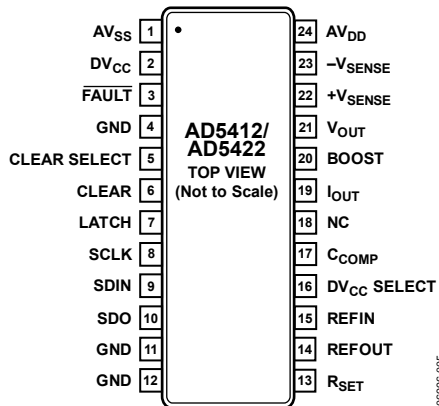 AVSS 1
DVCC 2
FAULT 3
GND 4
CLEAR SELECT 5
CLEAR 6
LATCH 7
SCLK 8
SDIN 9
SDO 10
GND 11
GND 12
AD5412/
AD5422
TOP VIEW
(Not to Scale)
24 AVDD
23 –VSENSE
22 +VSENSE
21 VOUT
20 BOOST
19 IOUT
18 NC
17 CCOMP
16 DVCC SELECT
15 REFIN
14 REFOUT
13 RSET